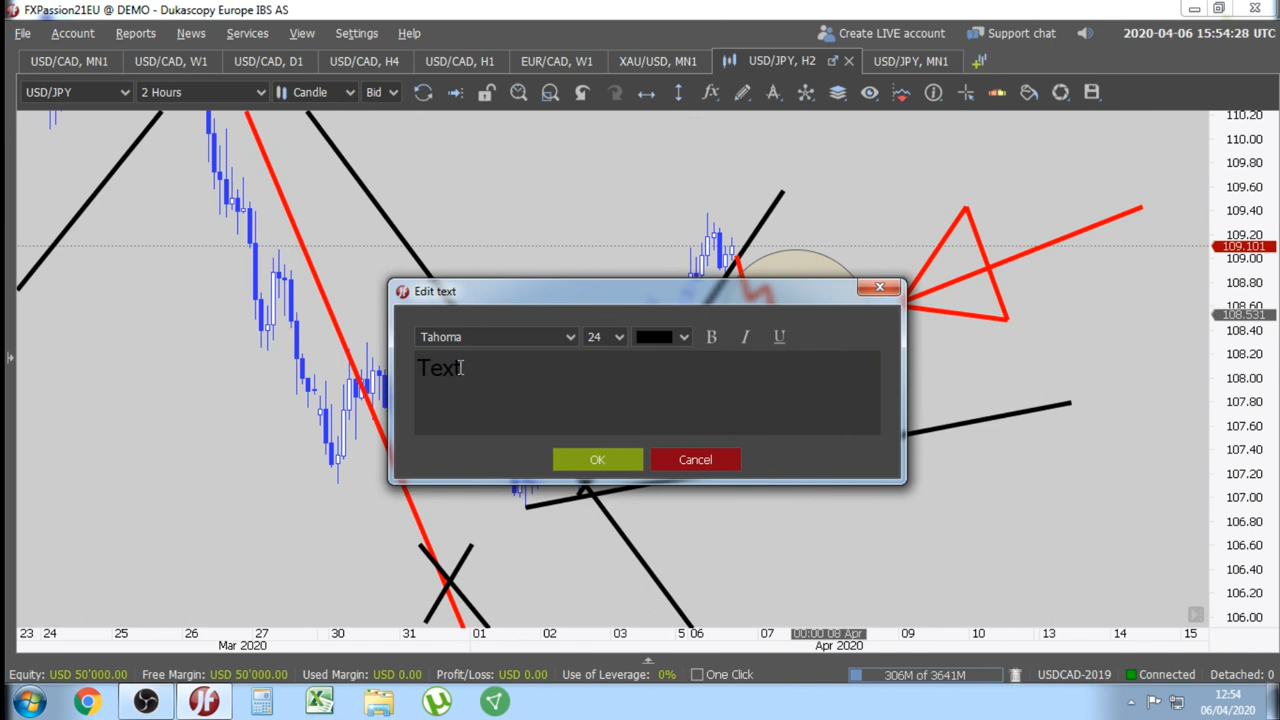 FXPassion21EU @ DEMO - Dukascopy Europe IBS AS
File Account Reports News Services View Settings Help Create LIVE account Support chat 2020-04-06 15:54:28 UTC
USD/CAD, MN1 USD/CAD, W1 USD/CAD, D1 USD/CAD, H4 USD/CAD, H1 EUR/CAD, W1 XAU/USD, MN1 USD/JPY, H2 USD/JPY, MN1
USD/JPY 2 Hours Candle Bid
110.20
110.00
109.80
109.60
109.40
109.20
109.101
109.00
108.80
108.60
108.531
108.40
108.20
108.00
107.80
107.60
107.40
107.20
107.00
106.80
106.60
106.40
106.20
106.00
Edit text
Tahoma 24 B I U
Text
OK Cancel
23 24 25 26 27 30 31 01 02 03 5 06 07 00:00 08 Apr 09 10 13 14 15
Mar 2020 Apr 2020
Equity: USD 50'000.00 Free Margin: USD 50'000.00 Used Margin: USD 0.00 Profit/Loss: USD 0.00 Use of Leverage: 0% One Click 306M of 3641M USDCAD-2019 Connected Detached: 0
12:54
06/04/2020